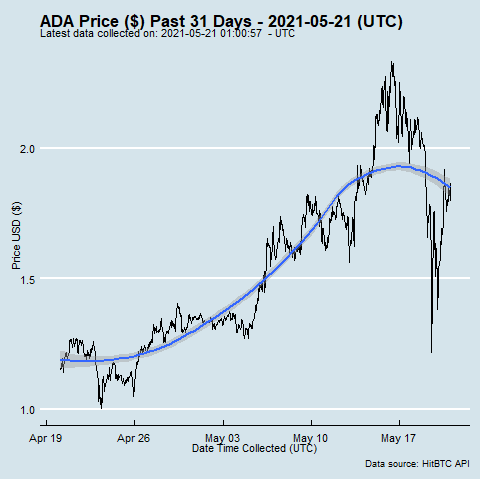 ADA Price ($) Past 31 Days - 2021-05-21 (UTC)
Latest data collected on: 2021-05-21 01:00:57 - UTC
Price USD ($)
2.0
1.5
1.0
Apr 19 Apr 26 May 03 May 10 May 17
Date Time Collected (UTC)
Data source: HitBTC API